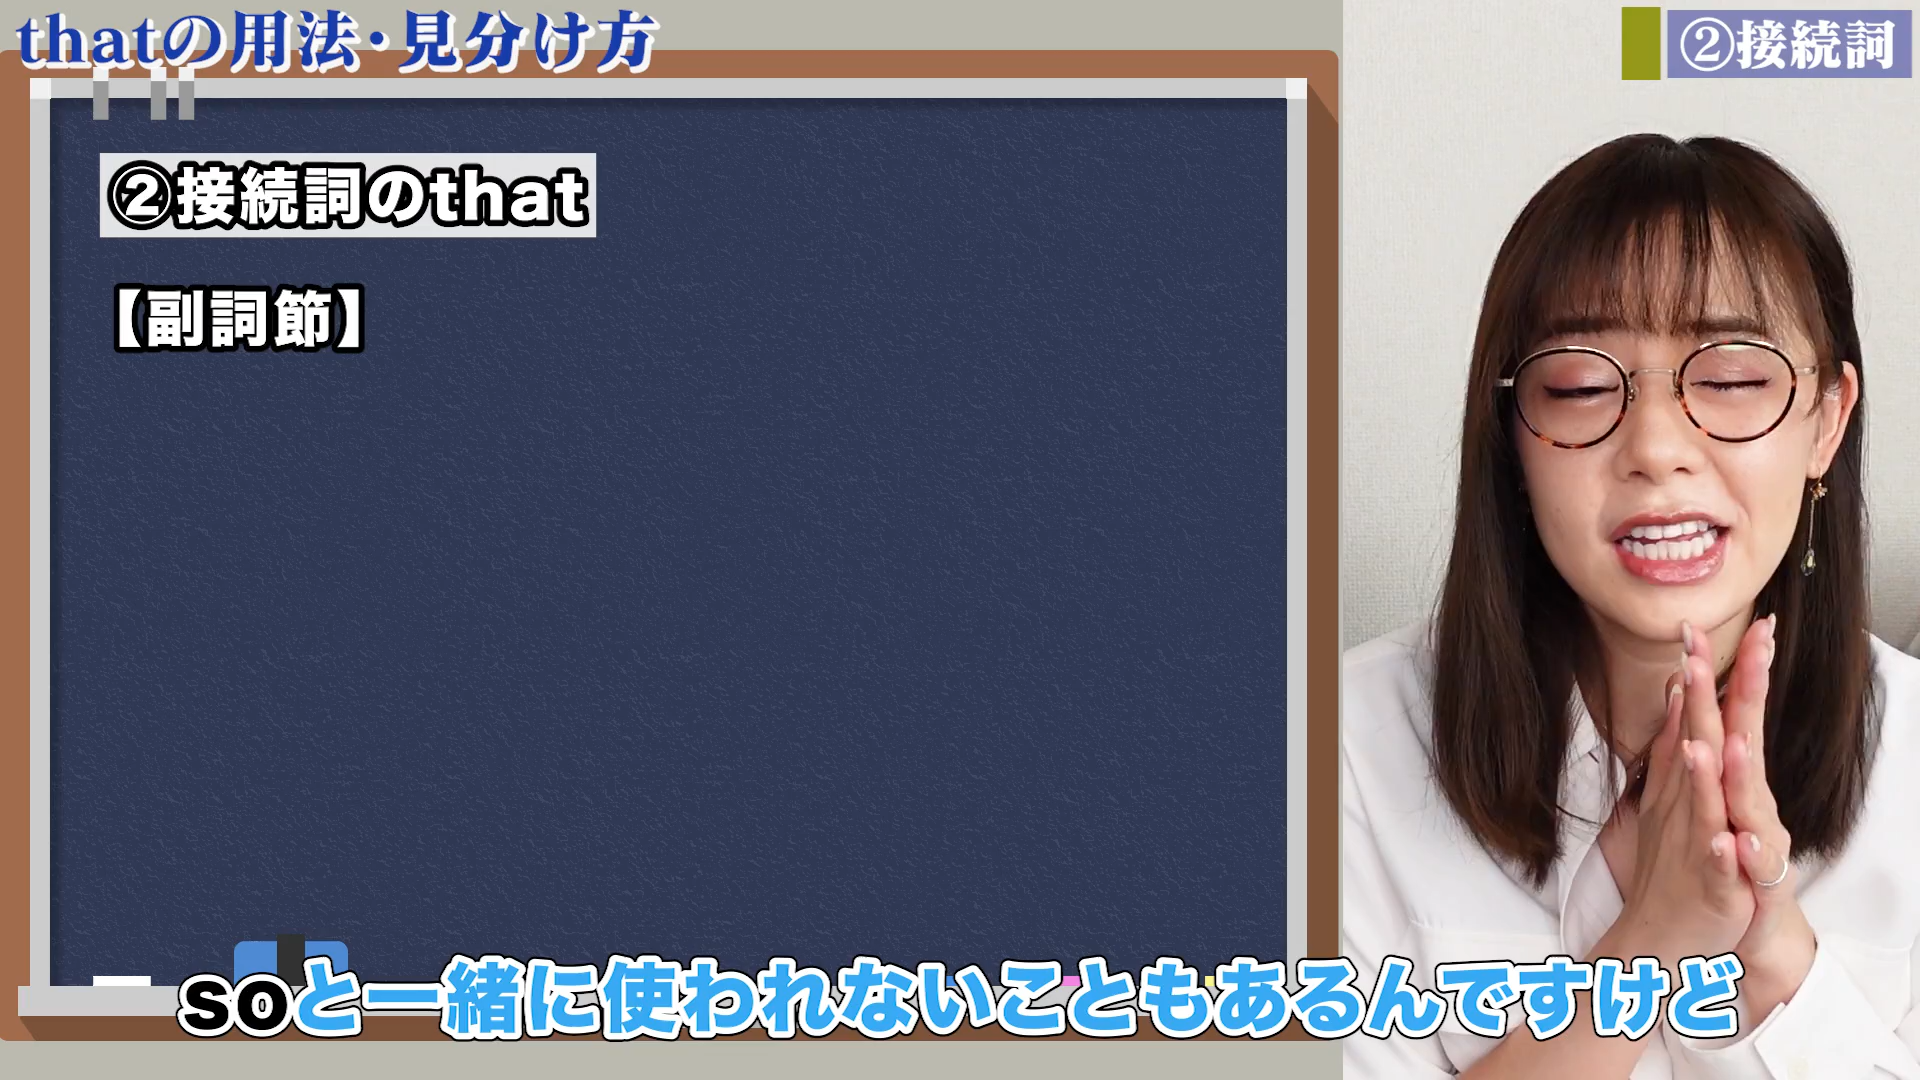 thatの用法・見分け方
②接続詞
②接続詞のthat
【副詞節】
soと一緒に使われないこともあるんですけど